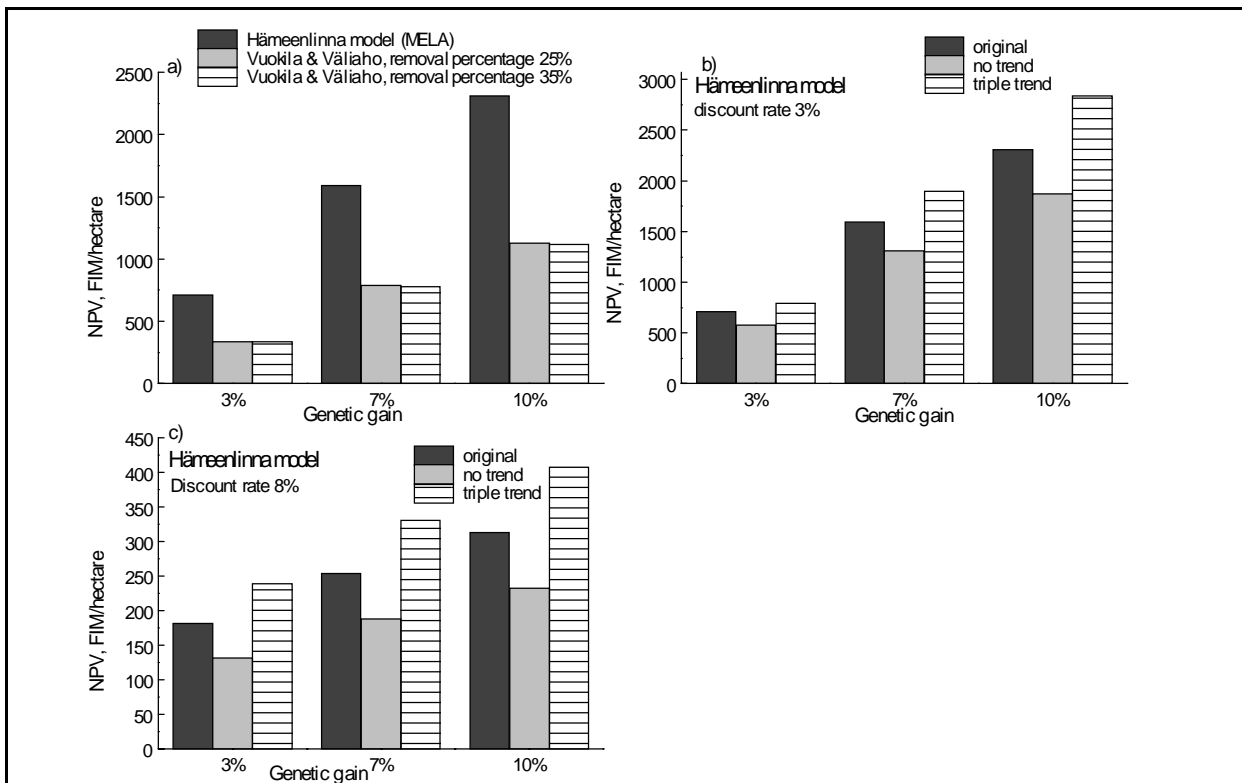 a)
Hämeenlinna model (MELA)
Vuokila & Väliaho, removal percentage 25%
Vuokila & Väliaho, removal percentage 35%
NPV, FIM/hectare
2500
2000
1500
1000
500
0
3% 7% 10%
Genetic gain
b)
Hämeenlinna model
discount rate 3%
original
no trend
triple trend
NPV, FIM/hectare
3000
2500
2000
1500
1000
500
0
3% 7% 10%
Genetic gain
c)
Hämeenlinna model
Discount rate 8%
original
no trend
triple trend
NPV, FIM/hectare
450
400
350
300
250
200
150
100
50
0
3% 7% 10%
Genetic gain